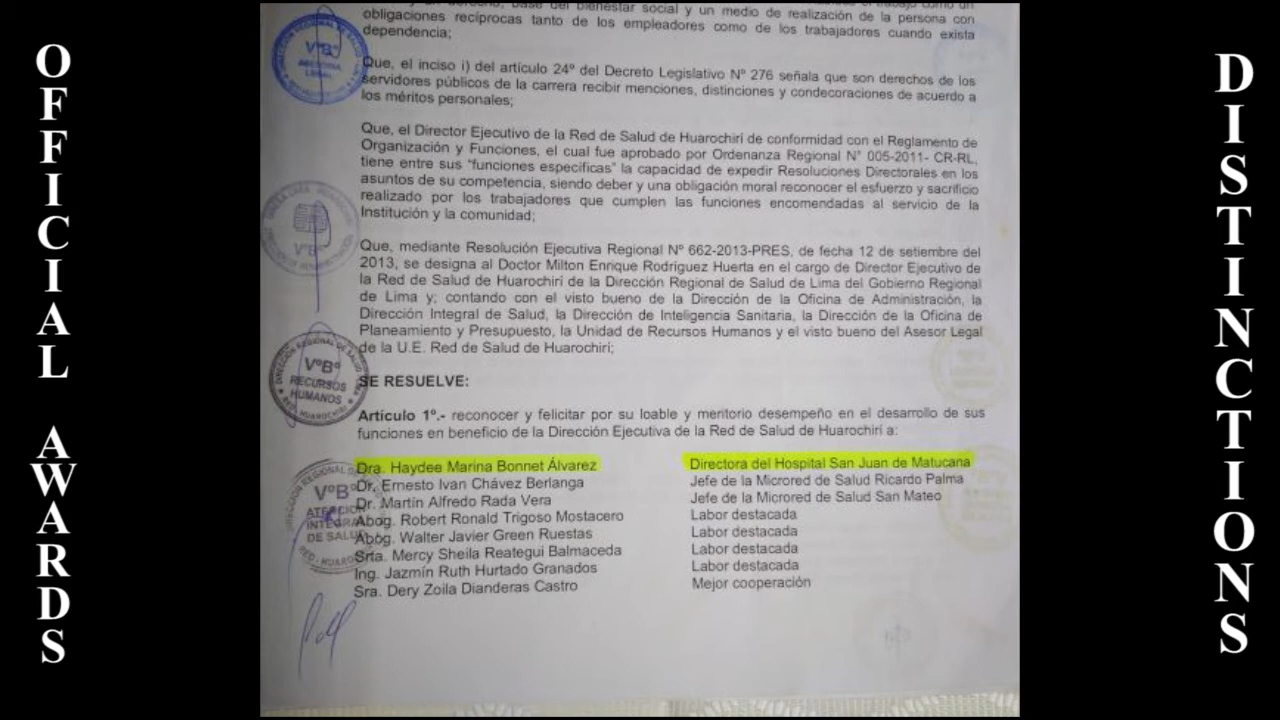 OFFICIAL AWARDS
obligaciones recíprocas tanto de los empleadores como de los trabajadores cuando exista
dependencia;
Que, el inciso i) del artículo 24º del Decreto Legislativo Nº 276 señala que son derechos de los
servidores públicos de la carrera recibir menciones, distinciones y condecoraciones de acuerdo a
los méritos personales;
Que, el Director Ejecutivo de la Red de Salud de Huarochirí de conformidad con el Reglamento de
Organización y Funciones, el cual fue aprobado por Ordenanza Regional N° 005-2011- CR-RL,
tiene entre sus "funciones especificas" la capacidad de expedir Resoluciones Directorales en los
asuntos de su competencia, siendo deber y una obligación moral reconocer el esfuerzo y sacrificio
realizado por los trabajadores que cumplen las funciones encomendadas al servicio de la
Institución y la comunidad;
Que, mediante Resolución Ejecutiva Regional Nº 662-2013-PRES, de fecha 12 de setiembre del
2013, se designa al Doctor Milton Enrique Rodríguez Huerta en el cargo de Director Ejecutivo de
la Red de Salud de Huarochirí de la Dirección Regional de Salud de Lima del Gobierno Regional
de Lima y; contando con el visto bueno de la Dirección de la Oficina de Administración, la
Dirección Integral de Salud, la Dirección de Inteligencia Sanitaria, la Dirección de la Oficina de
Planeamiento y Presupuesto, la Unidad de Recursos Humanos y el visto bueno del Asesor Legal
de la U.E. Red de Salud de Huarochirí;
SE RESUELVE:
Artículo 1º.- reconocer y felicitar por su loable y meritorio desempeño en el desarrollo de sus
funciones en beneficio de la Dirección Ejecutiva de la Red de Salud de Huarochirí a:
Dra. Haydee Marina Bonnet Álvarez Directora del Hospital San Juan de Matucana
Dr. Ernesto Ivan Chávez Berlanga Jefe de la Microred de Salud Ricardo Palma
Dr. Martín Alfredo Rada Vera Jefe de la Microred de Salud San Mateo
Abog. Robert Ronald Trigoso Mostacero Labor destacada
Abog. Walter Javier Green Ruestas Labor destacada
Srta. Mercy Sheila Reategui Balmaceda Labor destacada
Ing. Jazmín Ruth Hurtado Granados Labor destacada
Sra. Dery Zoila Dianderas Castro Mejor cooperación
VºBº
VºBº
VºBº
RECURSOS
HUMANOS
VºBº
ATENCION
INTEGRAL
DE SALUD
DISTINCTIONS